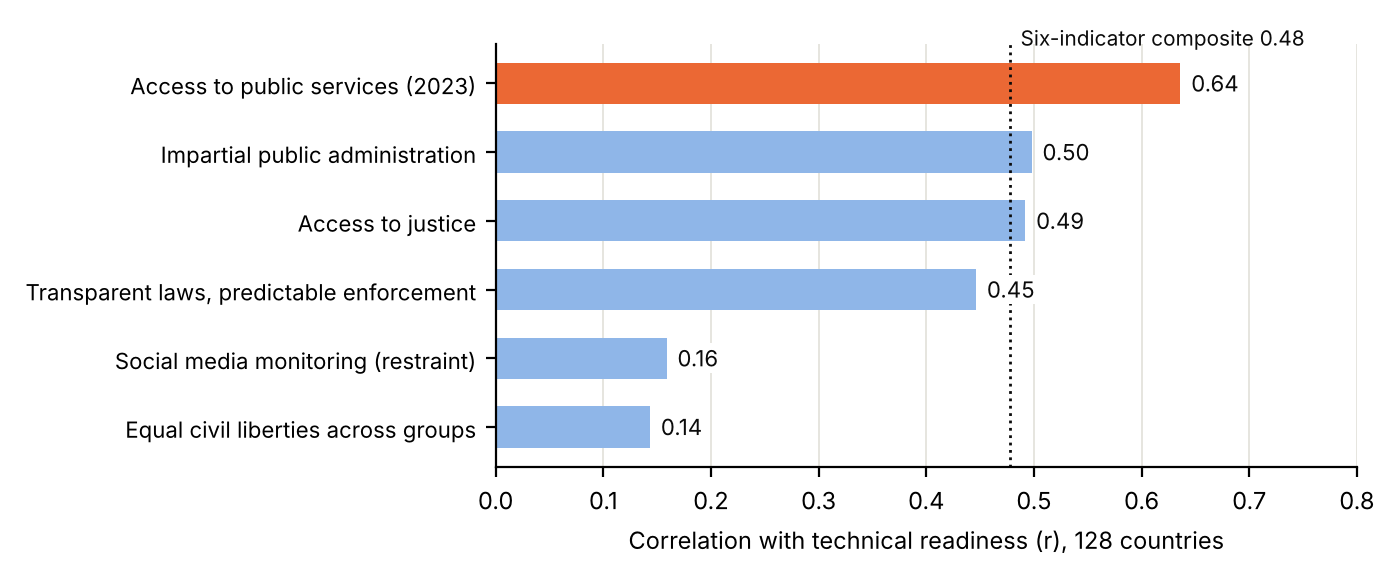 Six-indicator composite 0.48
Access to public services (2023) 0.64
Impartial public administration 0.50
Access to justice 0.49
Transparent laws, predictable enforcement 0.45
Social media monitoring (restraint) 0.16
Equal civil liberties across groups 0.14
0.0 0.1 0.2 0.3 0.4 0.5 0.6 0.7 0.8
Correlation with technical readiness (r), 128 countries